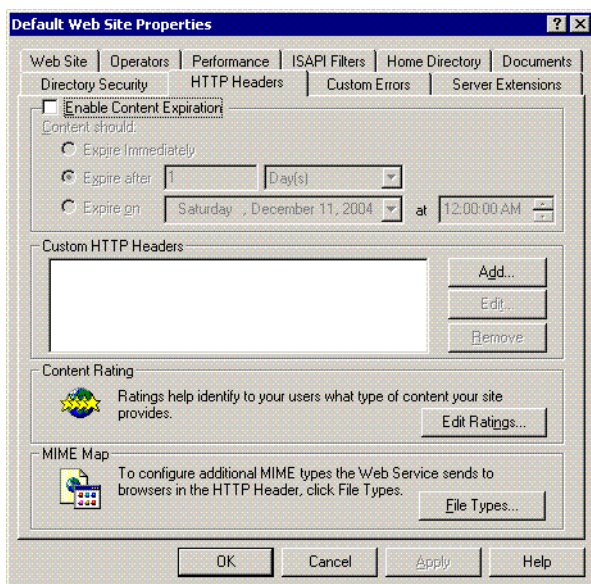 Default Web Site Properties
Web Site Operators Performance ISAPI Filters Home Directory Documents
Directory Security HTTP Headers Custom Errors Server Extensions
Enable Content Expiration
Content should:
Expire Immediately
Expire after 1 Day(s)
Expire on Saturday , December 11, 2004 at 12:00:00 AM
Custom HTTP Headers
Add...
Edit...
Remove
Content Rating
Ratings help identify to your users what type of content your site
provides.
Edit Ratings...
MIME Map
To configure additional MIME types the Web Service sends to
browsers in the HTTP Header, click File Types.
File Types...
OK Cancel Apply Help